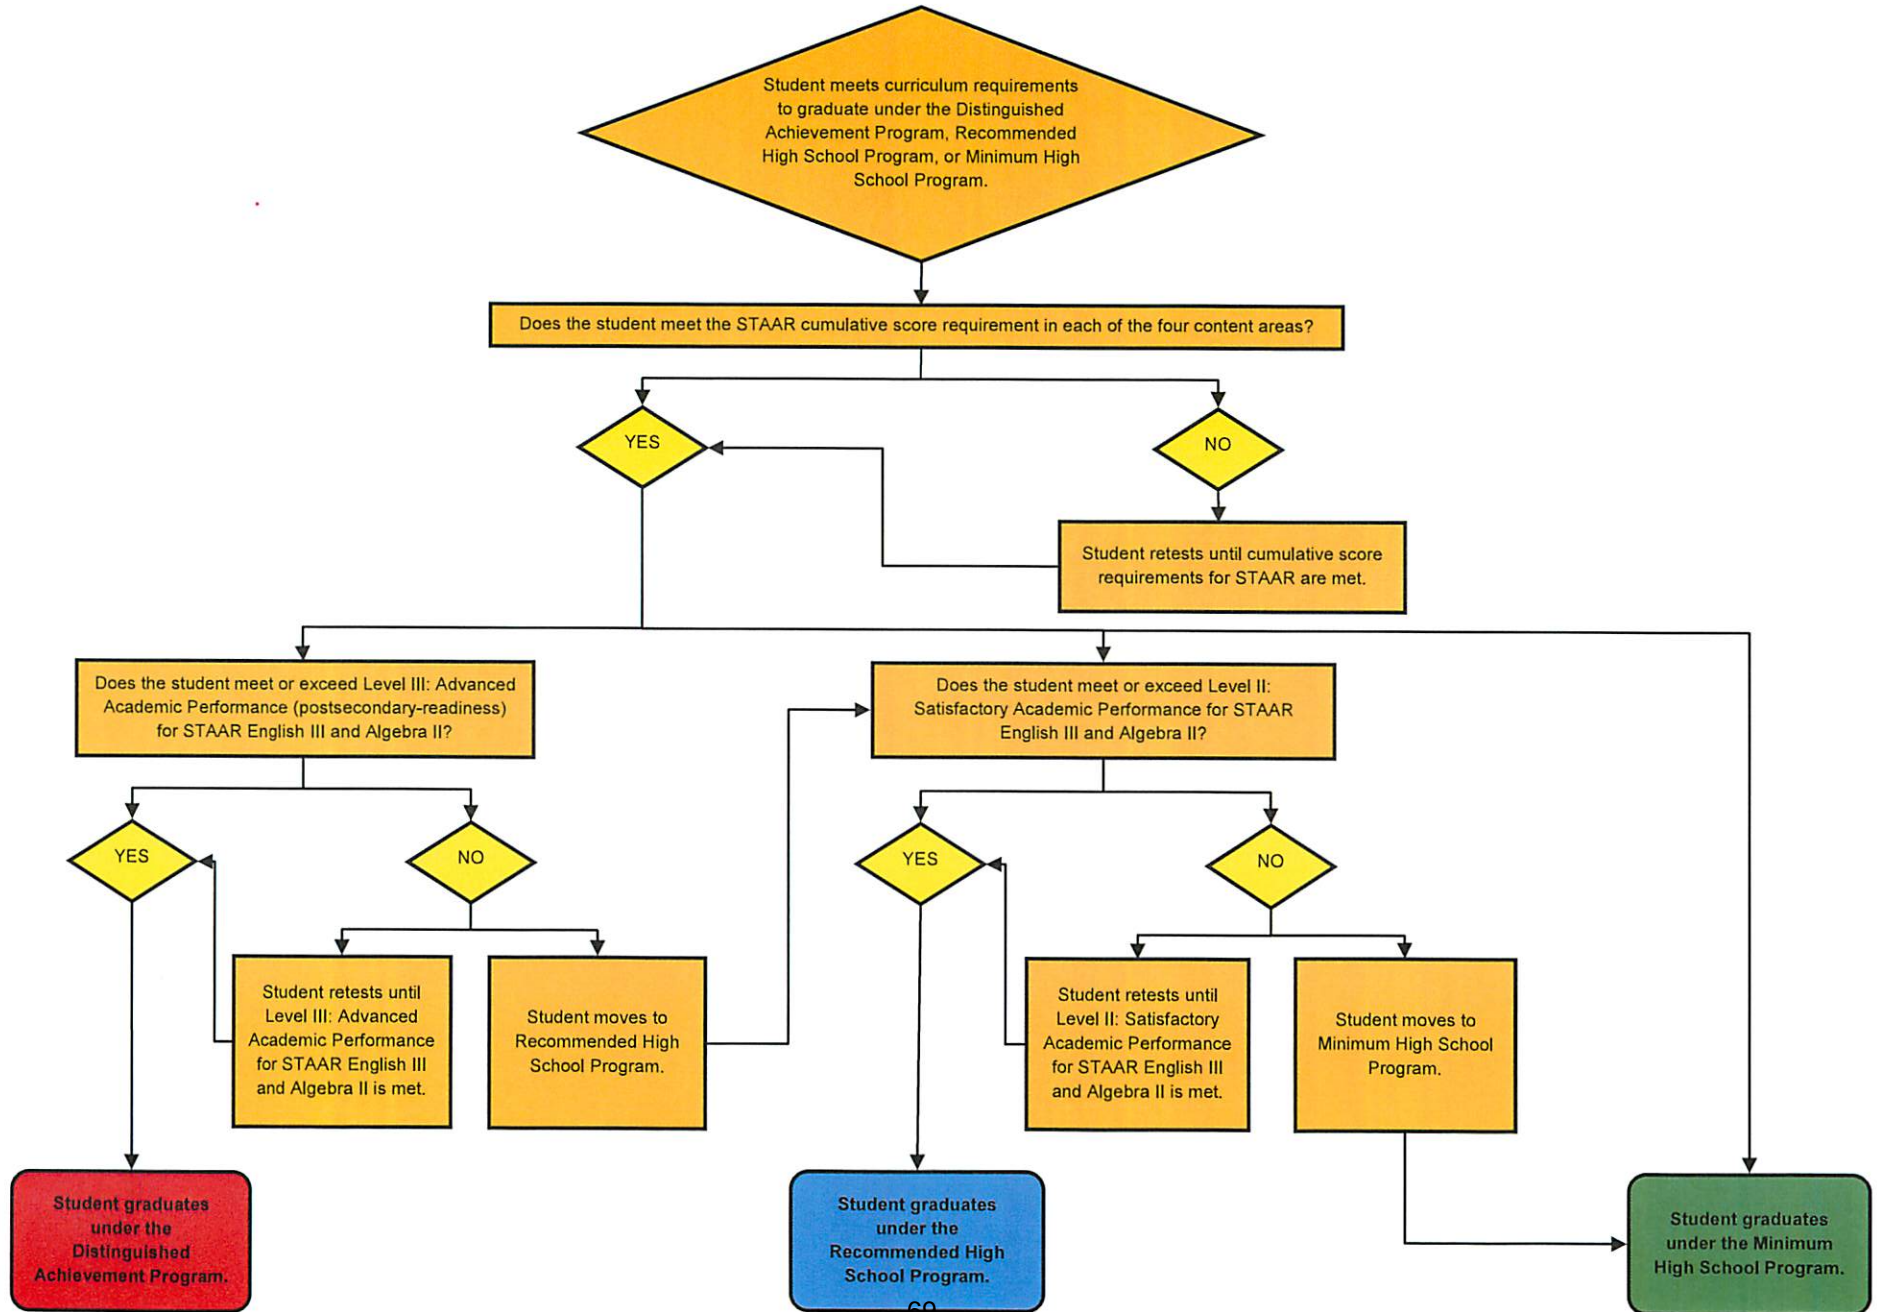 Student meets curriculum requirements
to graduate under the Distinguished
Achievement Program, Recommended
High School Program, or Minimum High
School Program.
Does the student meet the STAAR cumulative score requirement in each of the four content areas?
YES
NO
Student retests until cumulative score
requirements for STAAR are met.
Does the student meet or exceed Level III: Advanced
Academic Performance (postsecondary-readiness)
for STAAR English III and Algebra II?
Does the student meet or exceed Level II:
Satisfactory Academic Performance for STAAR
English III and Algebra II?
YES
NO
YES
NO
Student retests until
Level III: Advanced
Academic Performance
for STAAR English III
and Algebra II is met.
Student moves to
Recommended High
School Program.
Student retests until
Level II: Satisfactory
Academic Performance
for STAAR English III
and Algebra II is met.
Student moves to
Minimum High School
Program.
Student graduates
under the
Distinguished
Achievement Program.
Student graduates
under the
Recommended High
School Program.
Student graduates
under the Minimum
High School Program.
69